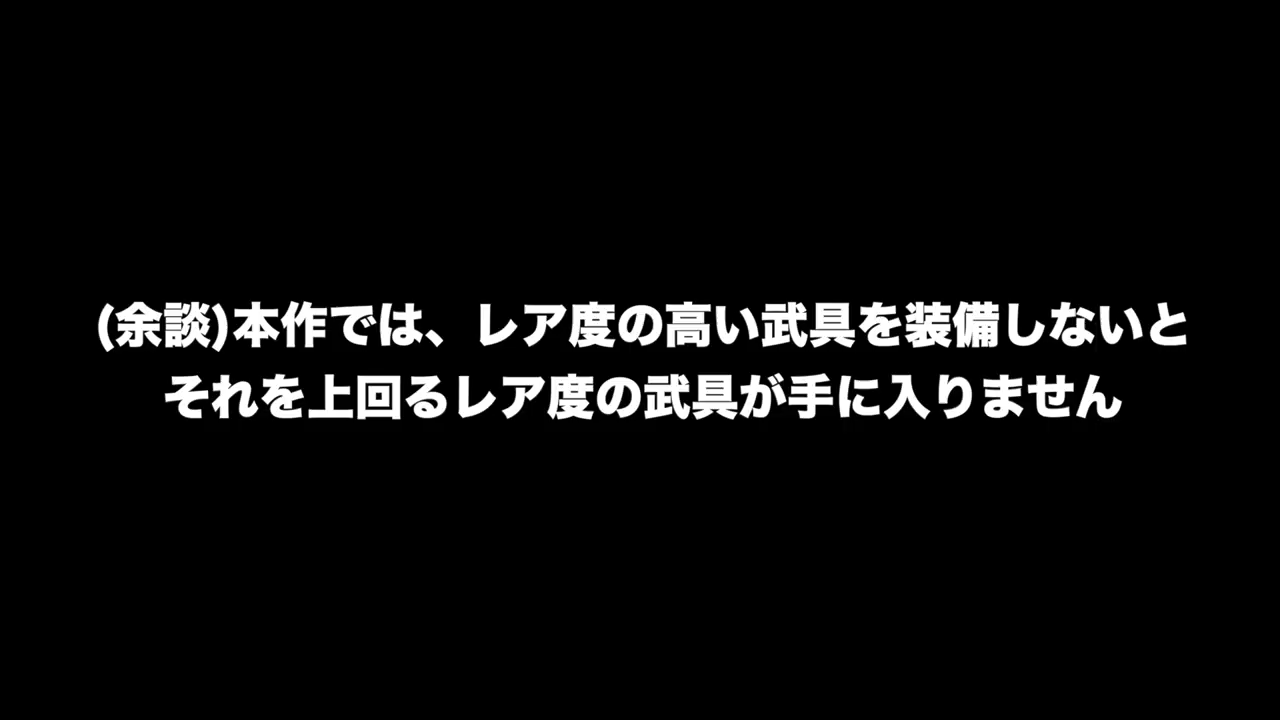 (余談)本作では、レア度の高い武具を装備しないと
それを上回るレア度の武具が手に入りません